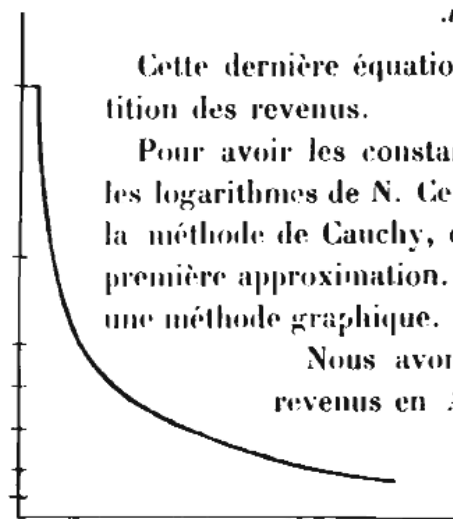 Cette dernière équatio
tition des revenus.
Pour avoir les constan
les logarithmes de N. Ce
la méthode de Cauchy, e
première approximation.
une méthode graphique.
Nous avon
revenus en